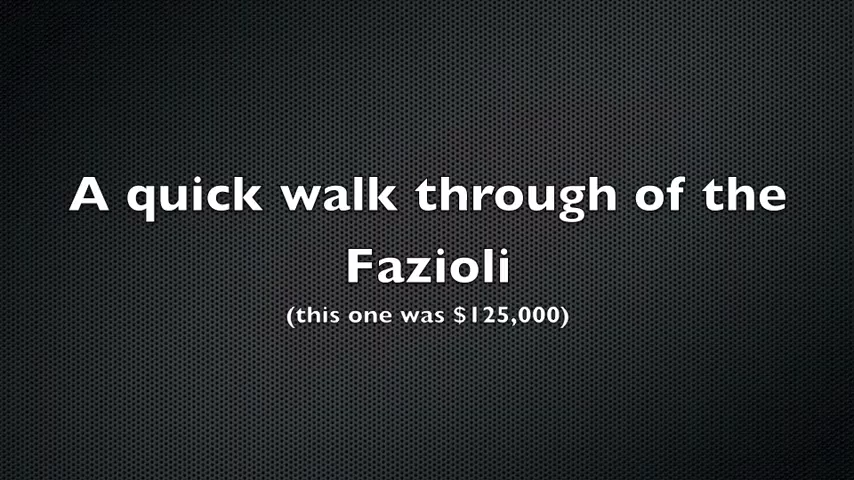 A quick walk through of the
Fazioli
(this one was $125,000)